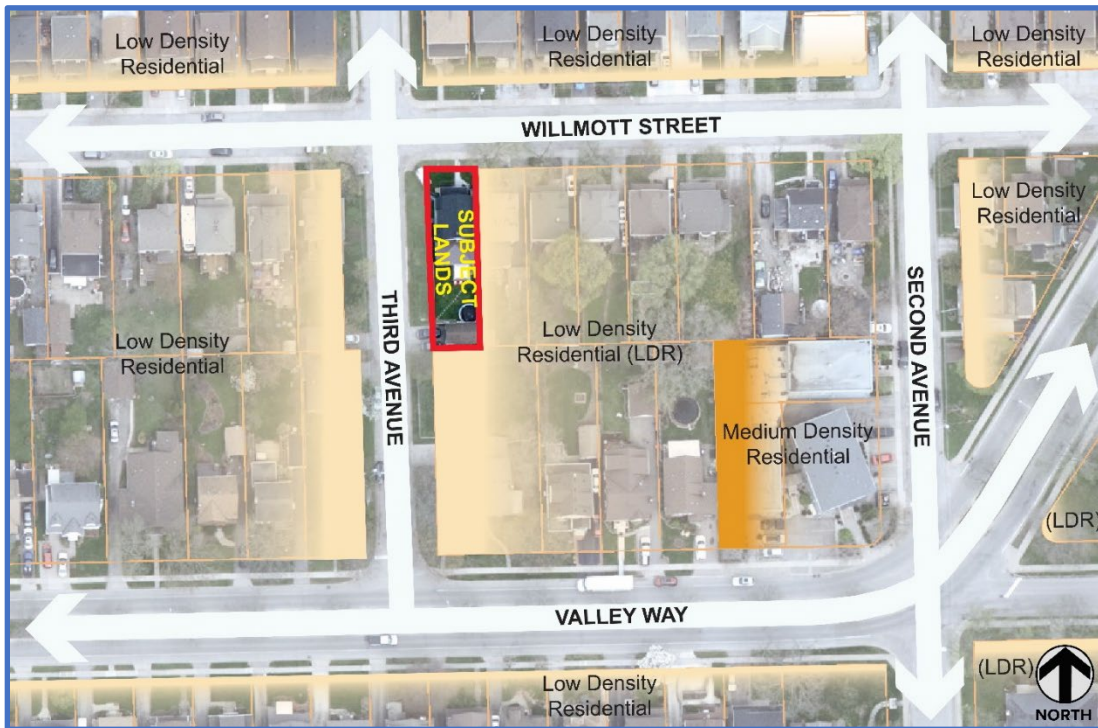 Low Density
Residential
Low Density
Residential
Low Density
Residential
WILLMOTT STREET
Low Density
Residential
SUBJECT
LANDS
THIRD AVENUE
SECOND AVENUE
Low Density
Residential
Low Density
Residential (LDR)
Medium Density
Residential
(LDR)
VALLEY WAY
Low Density
Residential
(LDR)
NORTH